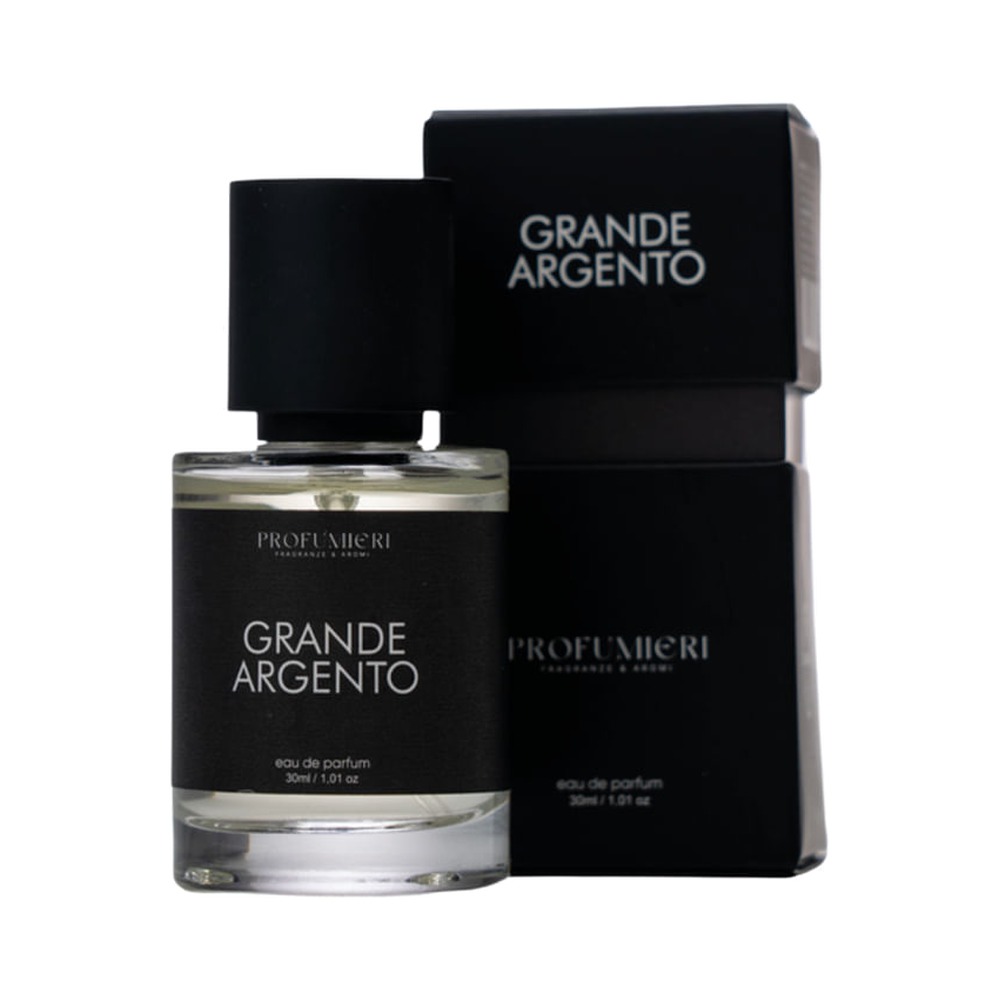 GRANDE
ARGENTO
PROFUMIERI
FRAGRANZE & AROMI
eau de parfum
30ml / 1.01 oz
PROFUMIERI
FRAGRANZE & AROMI
GRANDE
ARGENTO
eau de parfum
30ml / 1,01 oz